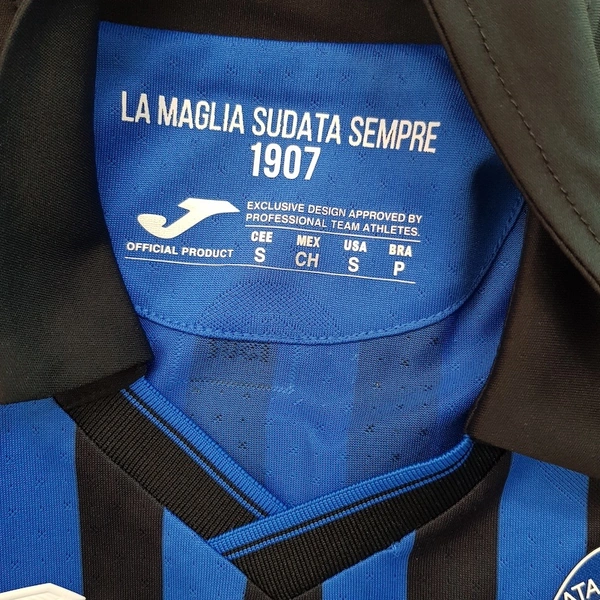 LA MAGLIA SUDATA SEMPRE
1907
EXCLUSIVE DESIGN APPROVED BY
PROFESSIONAL TEAM ATHLETES.
OFFICIAL PRODUCT
CEE MEX USA BRA
S CH S P